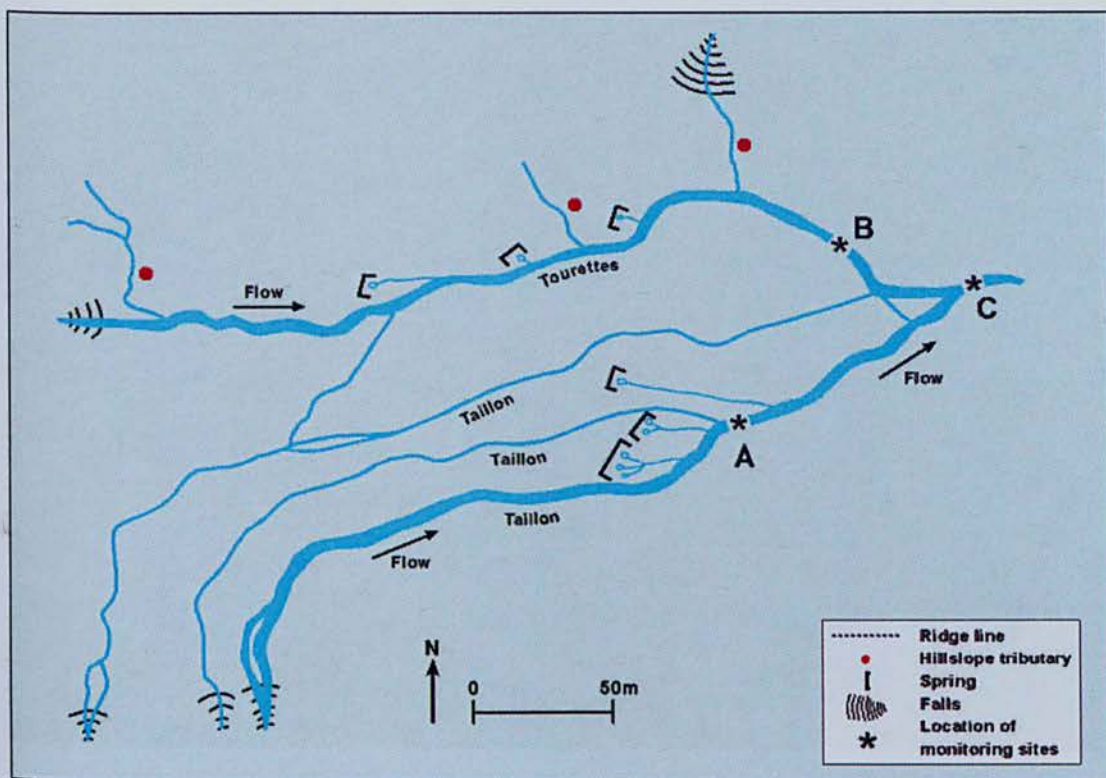 B
Flow
Tourettes
C
Flow
Taillon
Taillon
A
Taillon
Flow
N
0 50m
Ridge line
Hillslope tributary
Spring
Falls
Location of
monitoring sites